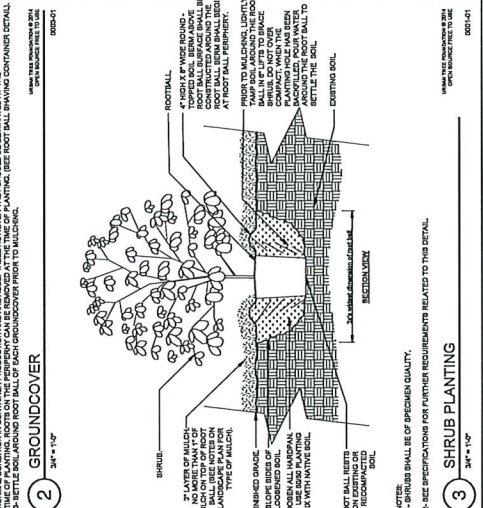 TIME OF PLANTING. ROOTS ON THE PERIPERHY CAN BE REMOVED AT THE TIME OF PLANTING. (SEE ROOT BALL SHAVING CONTAINER DETAIL).
3- SETTLE SOIL AROUND ROOT BALL OF EACH GROUNDCOVER PRIOR TO MULCHING.
2
GROUNDCOVER
3/4" = 1'-0"
URBAN TREE FOUNDATION © 2014
OPEN SOURCE FREE TO USE
0003-01
SHRUB.
3" LAYER OF MULCH.
NO MORE THAN 1" OF
MULCH ON TOP OF ROOT
BALL. (SEE NOTES ON
LANDSCAPE PLAN FOR
TYPE OF MULCH).
FINISHED GRADE.
SLOPE SIDES OF
LOOSENED SOIL.
LOOSEN ALL HARDPAN.
USE 50/50 PLANTING
MIX WITH NATIVE SOIL.
ROOT BALL RESTS
ON EXISTING OR
RECOMPACTED
SOIL.
ROOTBALL
4" HIGH X 8" WIDE ROUND -
TOPPED SOIL BERM ABOVE
ROOT BALL SURFACE SHALL BE
CONSTRUCTED AROUND THE
ROOT BALL. BERM SHALL BEGIN
AT ROOT BALL PERIPHERY.
PRIOR TO MULCHING, LIGHTLY
TAMP SOIL AROUND THE ROOT
BALL IN 6" LIFTS TO BRACE
SHRUB. DO NOT OVER
COMPACT. WHEN THE
PLANTING HOLE HAS BEEN
BACKFILLED, POUR WATER
AROUND THE ROOT BALL TO
SETTLE THE SOIL.
EXISTING SOIL.
3x's widest dimension of root ball
SECTION VIEW
NOTES:
- SHRUBS SHALL BE OF SPECIMEN QUALITY.
- SEE SPECIFICATIONS FOR FURTHER REQUIREMENTS RELATED TO THIS DETAIL.
3
SHRUB PLANTING
3/4" = 1'-0"
URBAN TREE FOUNDATION © 2014
OPEN SOURCE FREE TO USE
0001-01